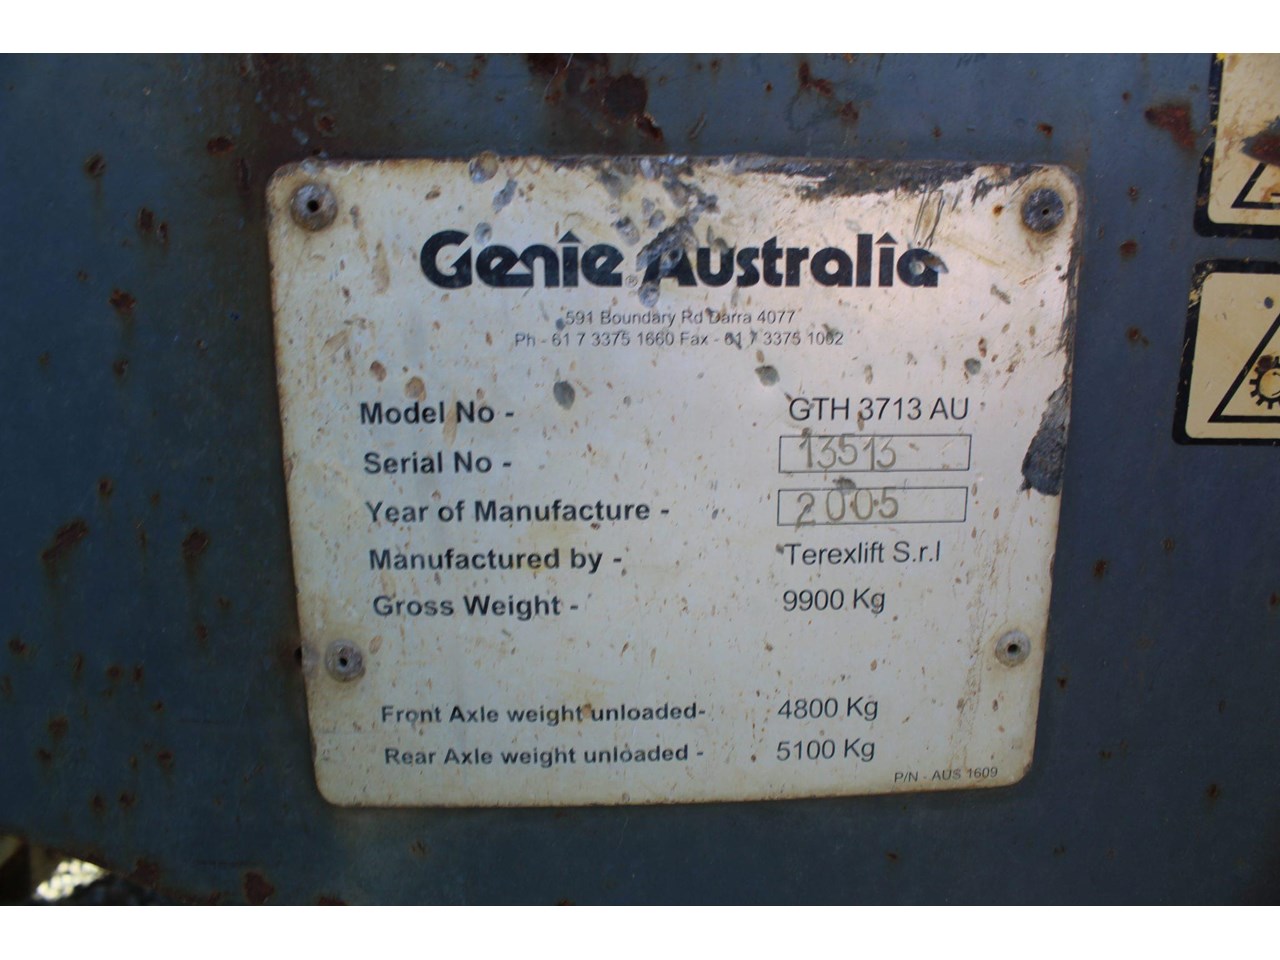 Genie® Australia
591 Boundary Rd Darra 4077
Ph - 61 7 3375 1660 Fax - 61 7 3375 1002
Model No - GTH 3713 AU
Serial No - 13513
Year of Manufacture - 2005
Manufactured by - Terexlift S.r.l
Gross Weight - 9900 Kg
Front Axle weight unloaded- 4800 Kg
Rear Axle weight unloaded - 5100 Kg
P/N - AUS 1609